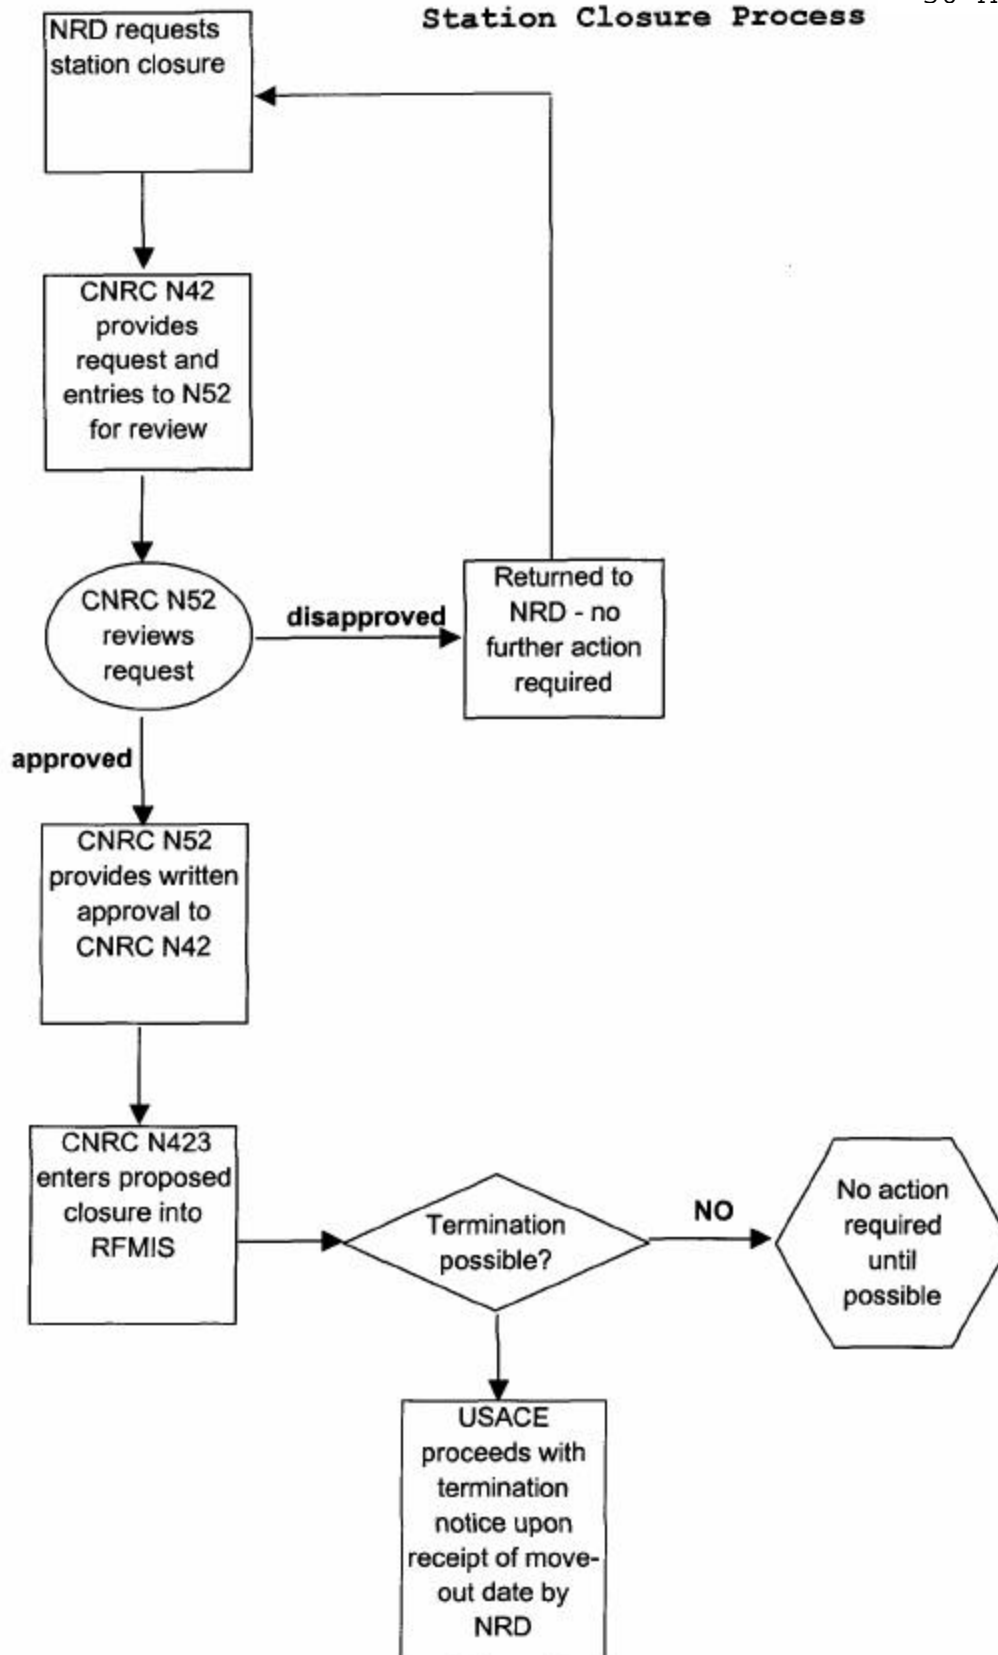 Station Closure Process
NRD requests
station closure
CNRC N42
provides
request and
entries to N52
for review
CNRC N52
reviews
request
disapproved
Returned to
NRD - no
further action
required
approved
CNRC N52
provides written
approval to
CNRC N42
CNRC N423
enters proposed
closure into
RFMIS
Termination
possible?
NO
No action
required
until
possible
USACE
proceeds with
termination
notice upon
receipt of move-
out date by
NRD